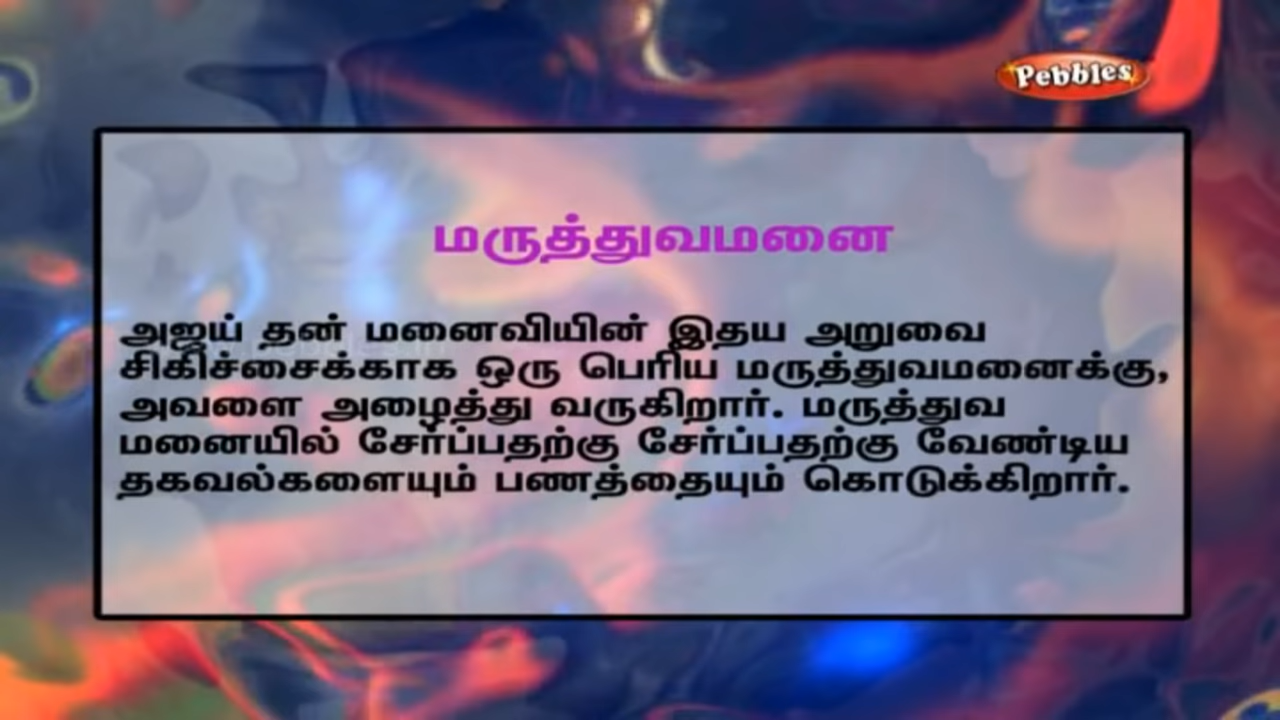 Pebbles
மருத்துவமனை
அஜய் தன் மனைவியின் இதய அறுவை
சிகிச்சைக்காக ஒரு பெரிய மருத்துவமனைக்கு,
அவளை அழைத்து வருகிறார். மருத்துவ
மனையில் சேர்ப்பதற்கு சேர்ப்பதற்கு வேண்டிய
தகவல்களையும் பணத்தையும் கொடுக்கிறார்.